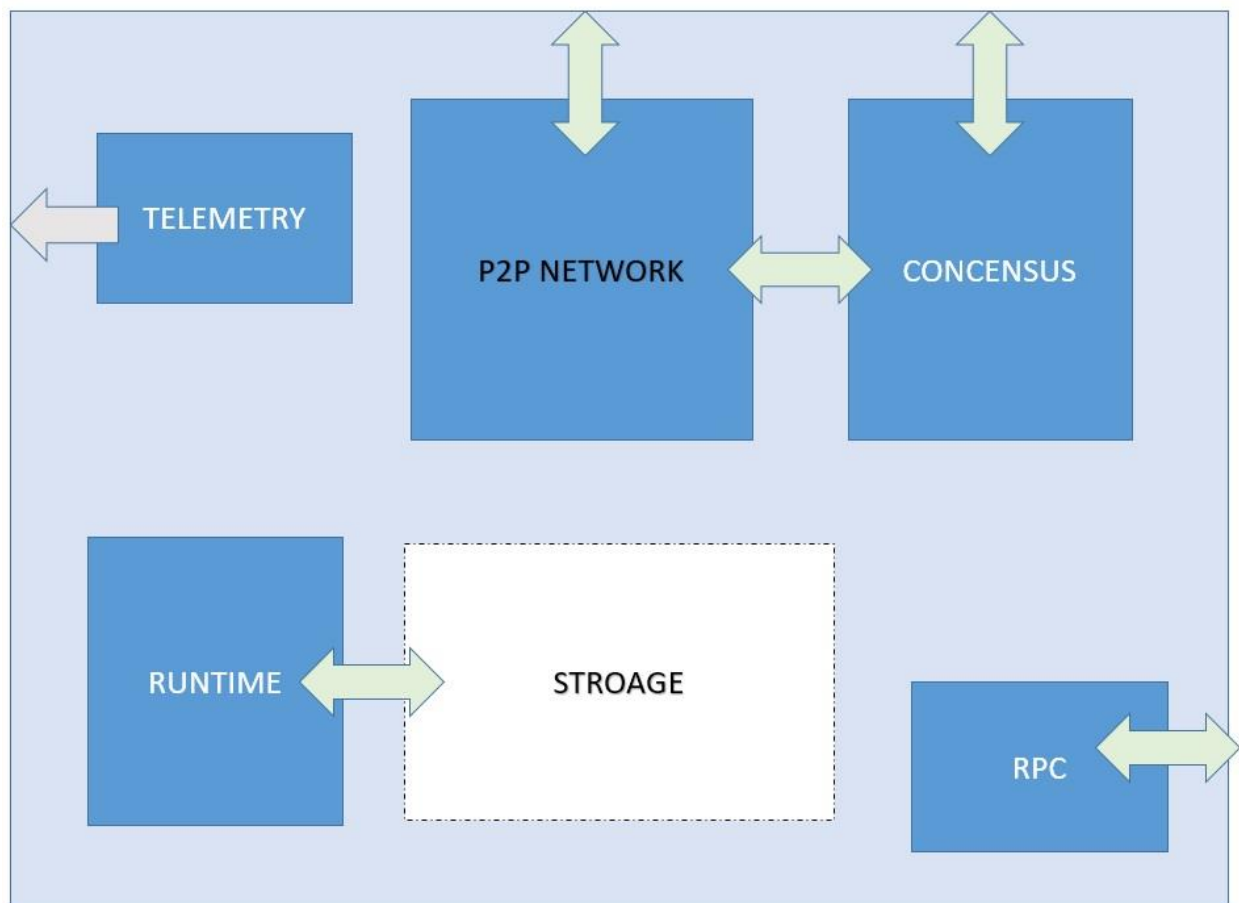 TELEMETRY
P2P NETWORK
CONCENSUS
RUNTIME
STROAGE
RPC